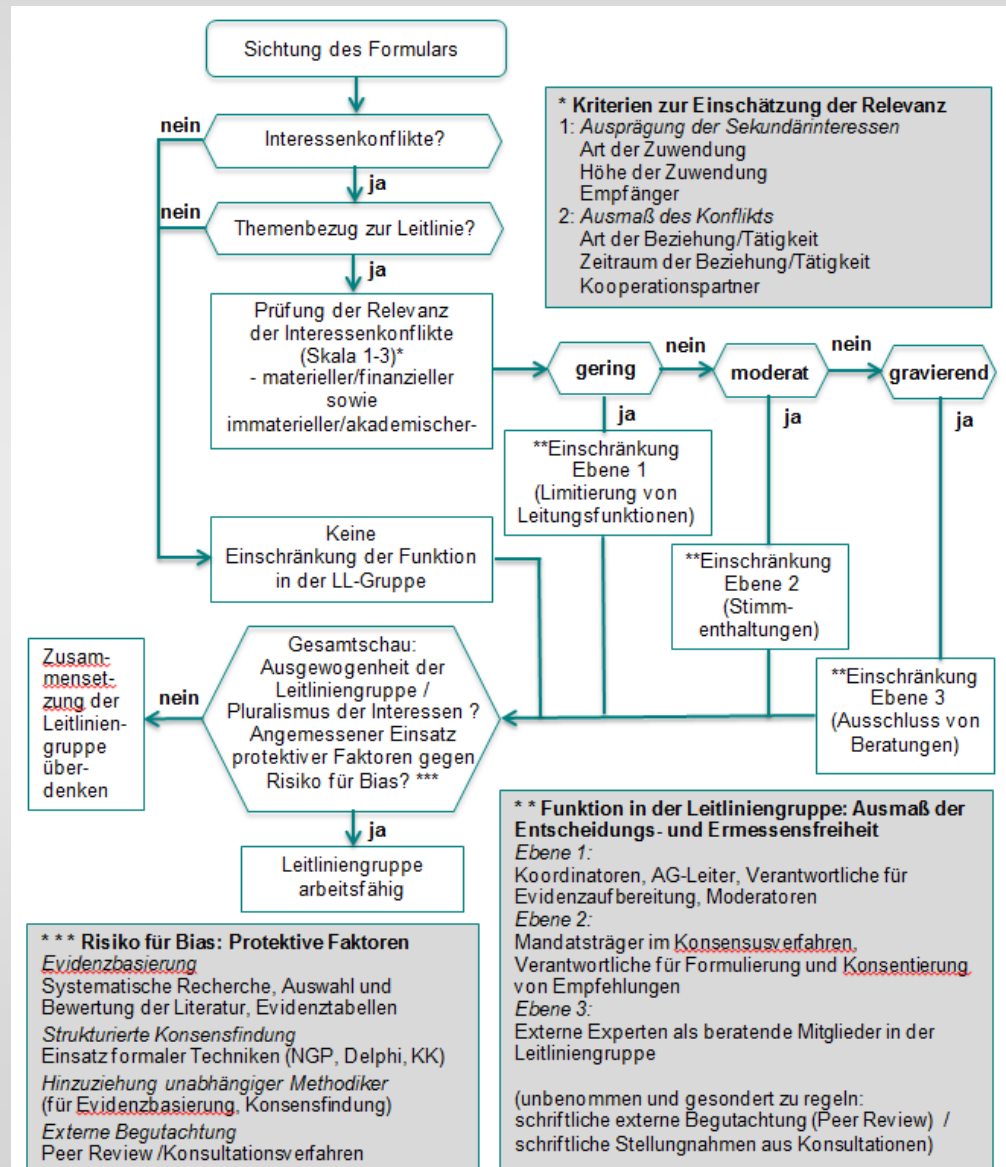 Sichtung des Formulars
nein
Interessenkonflikte?
ja
nein
Themenbezug zur Leitlinie?
ja
* Kriterien zur Einschätzung der Relevanz
1: Ausprägung der Sekundärinteressen
Art der Zuwendung
Höhe der Zuwendung
Empfänger
2: Ausmaß des Konflikts
Art der Beziehung/Tätigkeit
Zeitraum der Beziehung/Tätigkeit
Kooperationspartner
Prüfung der Relevanz
der Interessenkonflikte
(Skala 1-3)*
- materieller/finanzieller
sowie
immaterieller/akademischer-
gering
nein
moderat
nein
gravierend
ja
ja
ja
**Einschränkung
Ebene 1
(Limitierung von
Leitungsfunktionen)
Keine
Einschränkung der Funktion
in der LL-Gruppe
**Einschränkung
Ebene 2
(Stimm-
enthaltungen)
**Einschränkung
Ebene 3
(Ausschluss von
Beratungen)
Gesamtschau:
Ausgewogenheit der
Leitliniengruppe /
Pluralismus der Interessen ?
Angemessener Einsatz
protektiver Faktoren gegen
Risiko für Bias? ***
nein
Zusam-
menset-
zung der
Leitlinien-
gruppe
über-
denken
ja
Leitliniengruppe
arbeitsfähig
* * Funktion in der Leitliniengruppe: Ausmaß der
Entscheidungs- und Ermessensfreiheit
Ebene 1:
Koordinatoren, AG-Leiter, Verantwortliche für
Evidenzaufbereitung, Moderatoren
Ebene 2:
Mandatsträger im Konsensusverfahren,
Verantwortliche für Formulierung und Konsentierung
von Empfehlungen
Ebene 3:
Externe Experten als beratende Mitglieder in der
Leitliniengruppe
(unbenommen und gesondert zu regeln:
schriftliche externe Begutachtung (Peer Review) /
schriftliche Stellungnahmen aus Konsultationen)
* * * Risiko für Bias: Protektive Faktoren
Evidenzbasierung
Systematische Recherche, Auswahl und
Bewertung der Literatur, Evidenztabellen
Strukturierte Konsensfindung
Einsatz formaler Techniken (NGP, Delphi, KK)
Hinzuziehung unabhängiger Methodiker
(für Evidenzbasierung, Konsensfindung)
Externe Begutachtung
Peer Review /Konsultationsverfahren